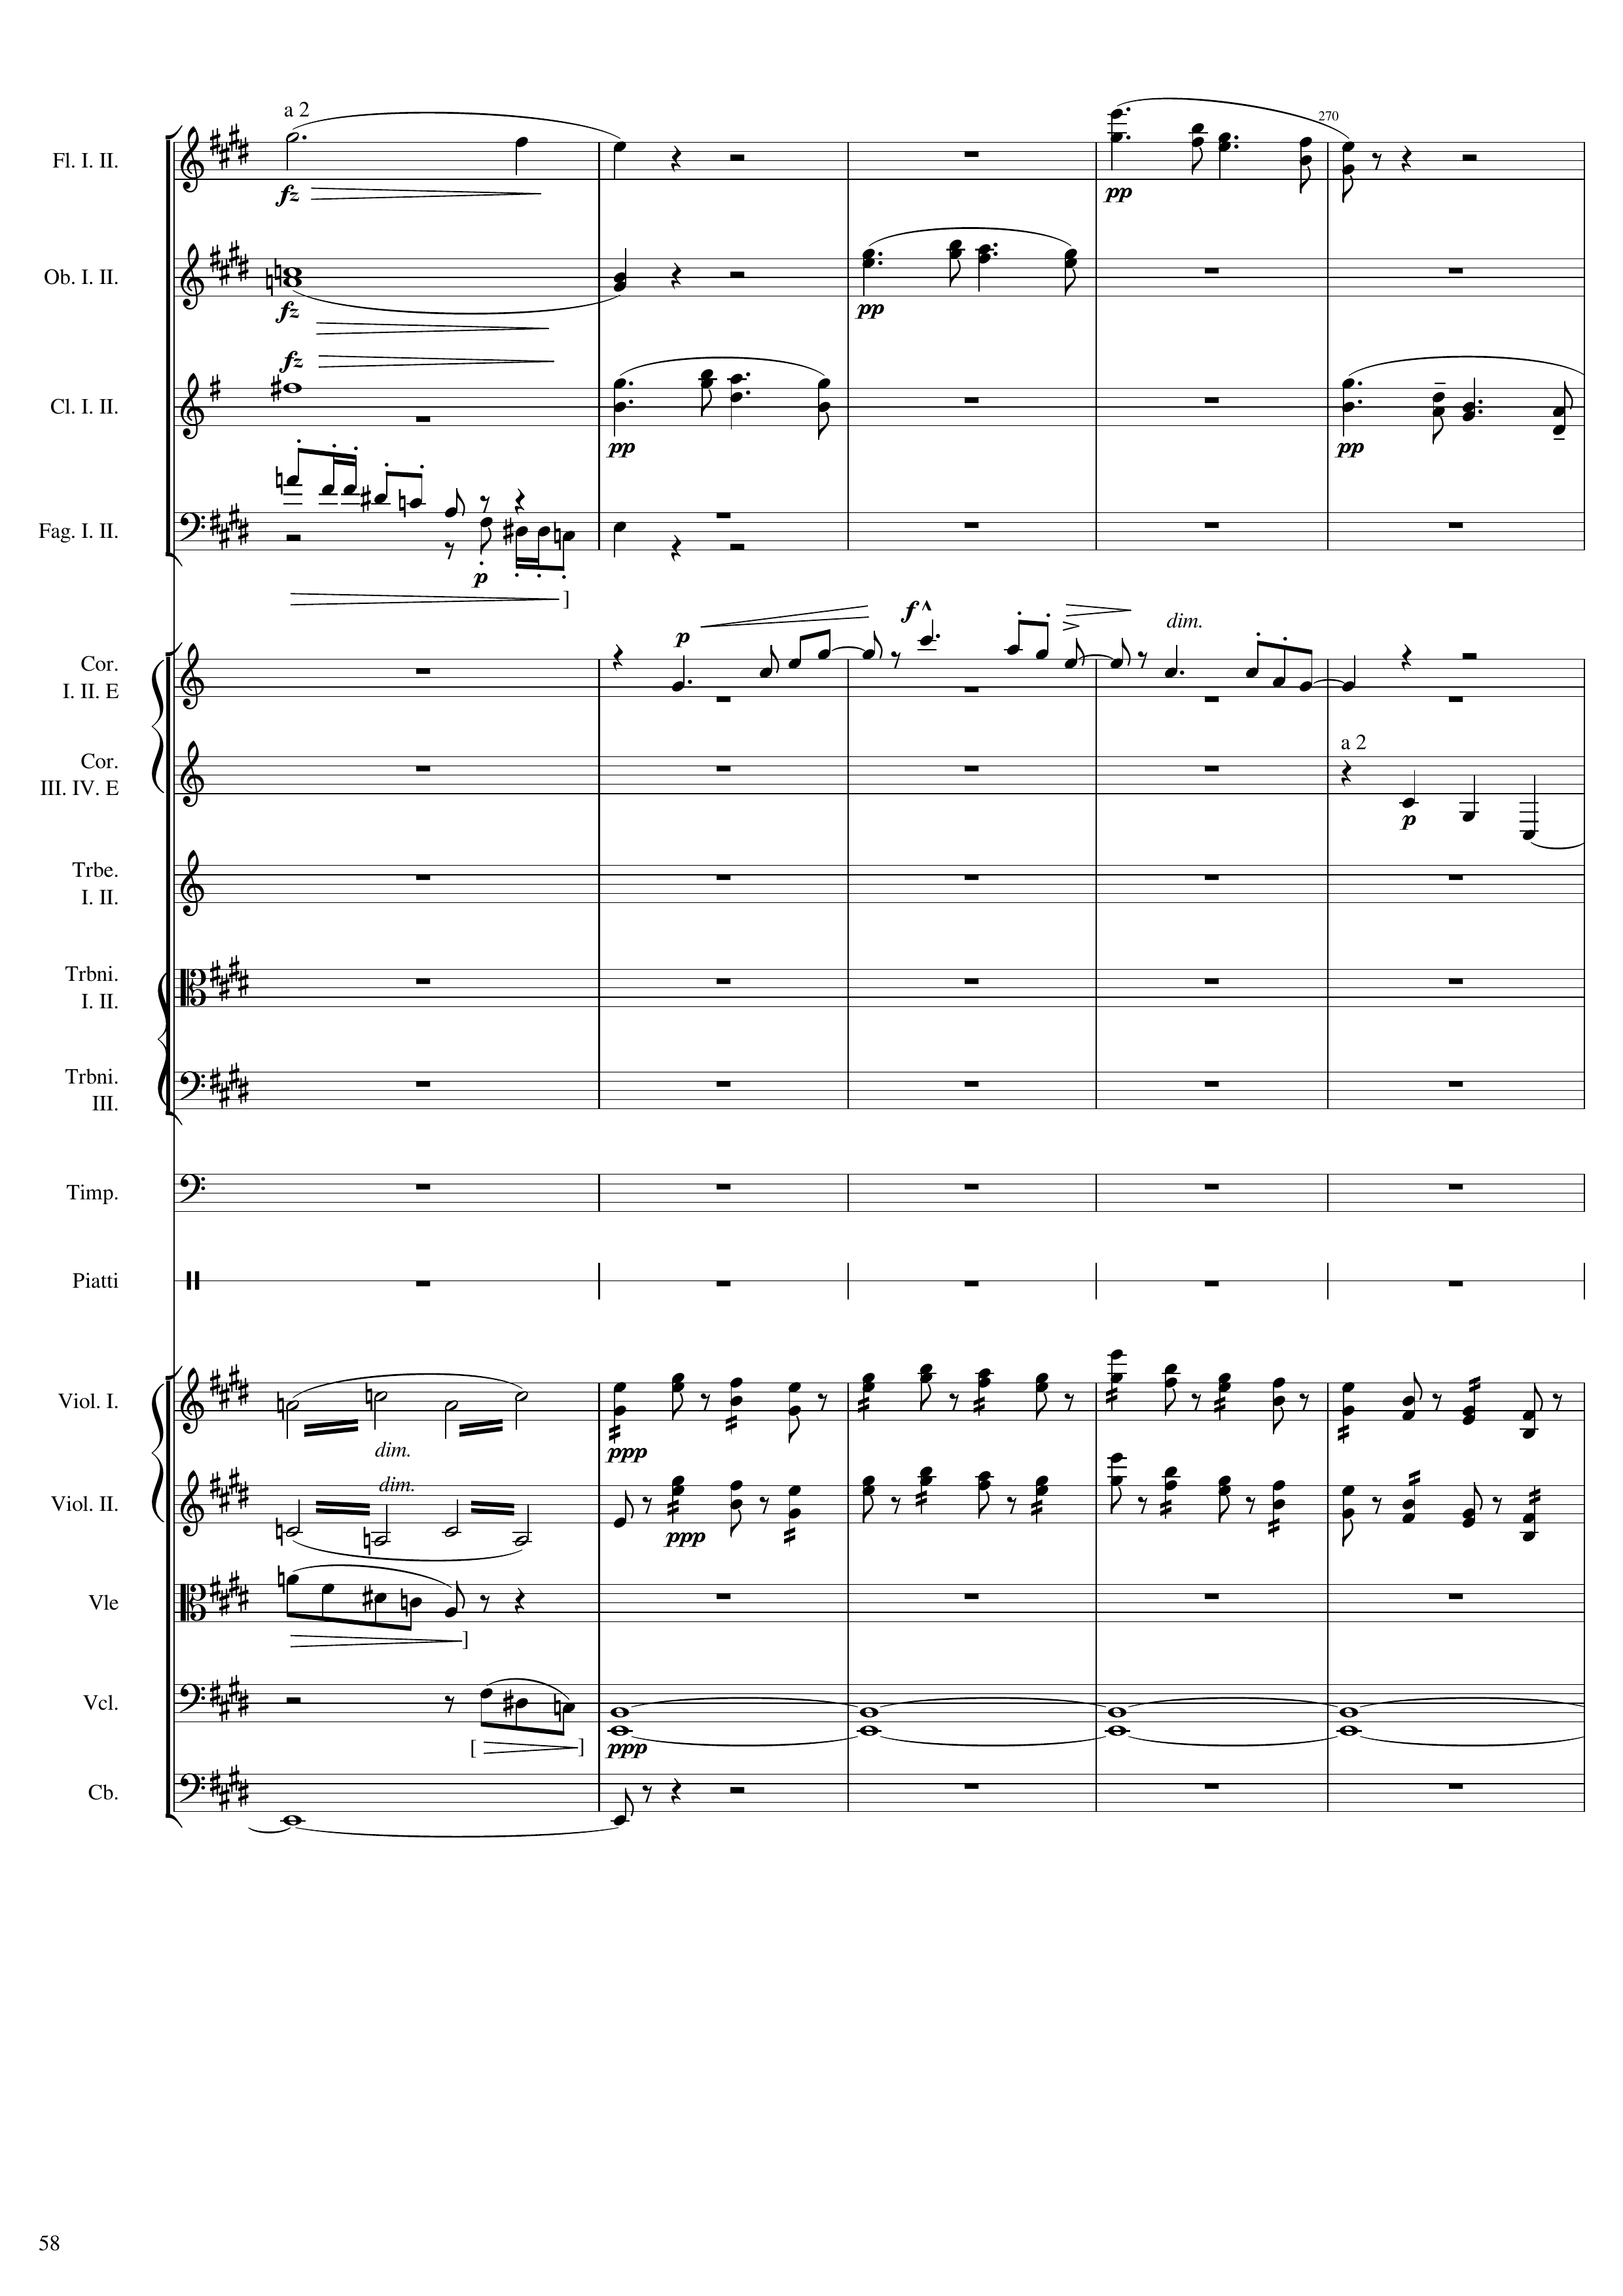 a 2
270
Fl. I. II.
fz
pp
Ob. I. II.
fz
pp
fz
Cl. I. II.
pp
pp
Fag. I. II.
p
]
p
f
dim.
Cor.
I. II. E
a 2
Cor.
III. IV. E
p
Trbe.
I. II.
Trbni.
I. II.
Trbni.
III.
Timp.
Piatti
Viol. I.
dim.
ppp
dim.
Viol. II.
ppp
Vle
]
Vcl.
[ ]
ppp
Cb.
58